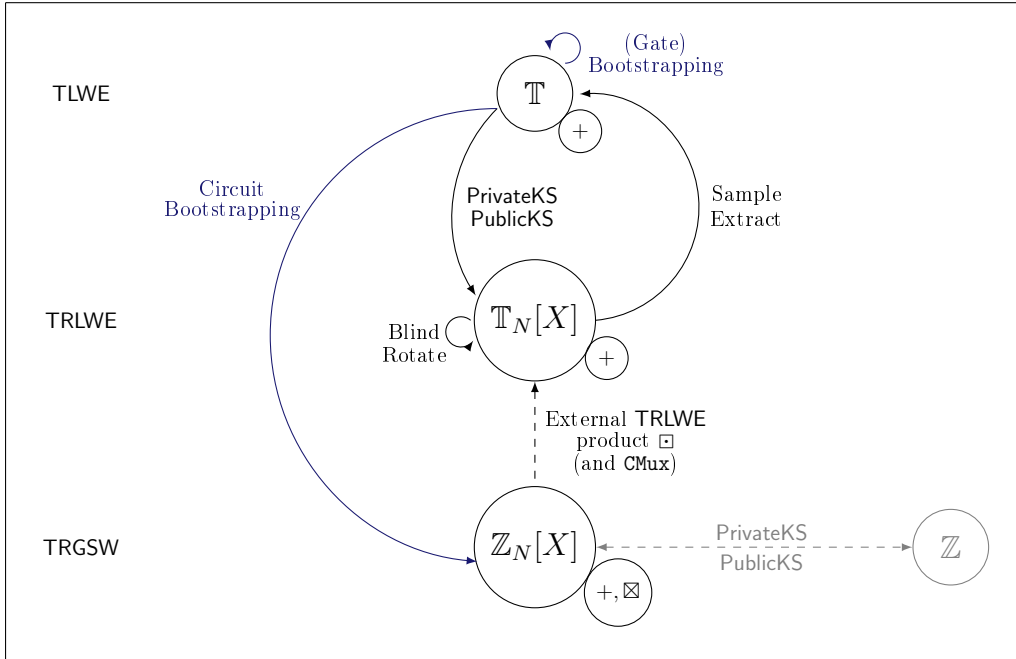 (Gate)
Bootstrapping
TLWE
𝕋
+
Circuit
Bootstrapping
PrivateKS
PublicKS
Sample
Extract
TRLWE
𝕋_N[X]
Blind
Rotate
+
External TRLWE
product ⊡
(and CMux)
TRGSW
ℤ_N[X]
PrivateKS
PublicKS
ℤ
+, ⊠